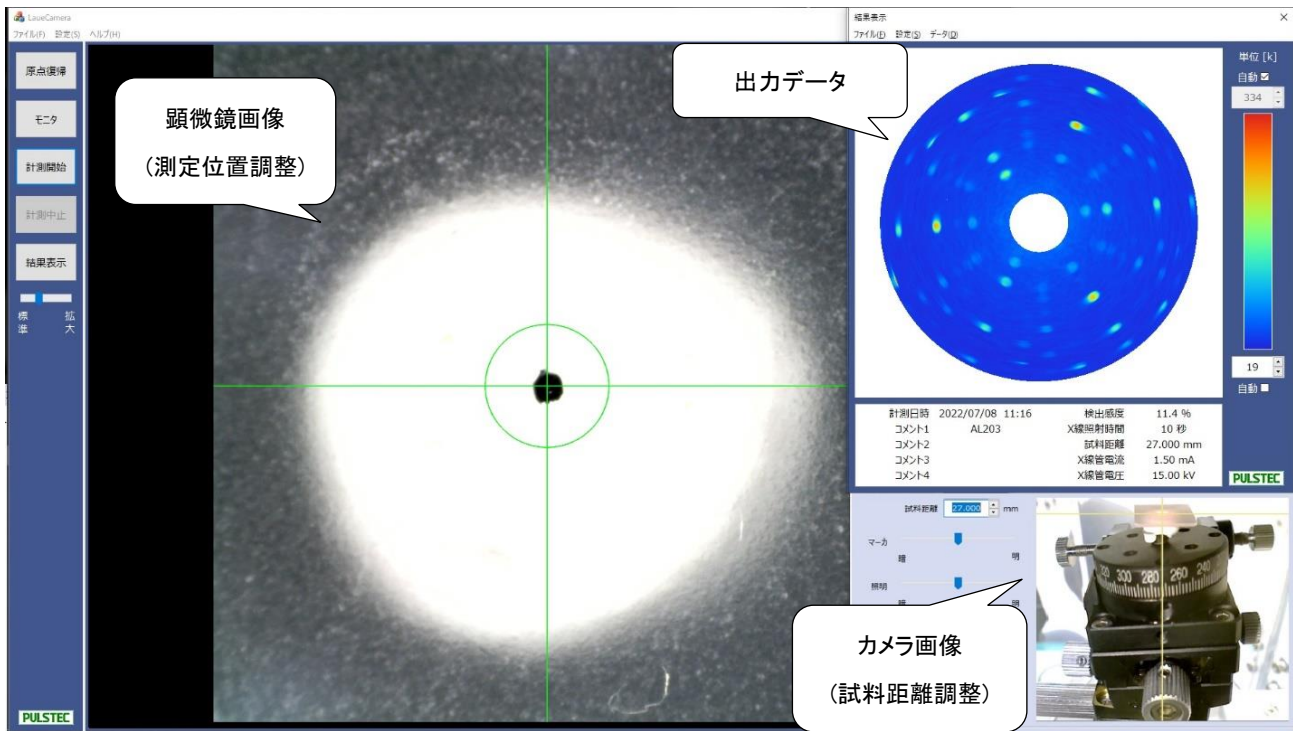 LaueCamera
ファイル(F) 設定(S) ヘルプ(H)
原点復帰
モニタ
計測開始
計測中止
結果表示
標準
拡大
PULSTEC
顕微鏡画像
(測定位置調整)
結果表示
ファイル(F) 設定(S) データ(D)
出力データ
単位 [k]
自動
334
19
自動
計測日時 2022/07/08 11:16 検出感度 11.4 %
コメント1 AL203 X線照射時間 10 秒
コメント2 試料距離 27.000 mm
コメント3 X線管電流 1.50 mA
コメント4 X線管電圧 15.00 kV
PULSTEC
試料距離 27.000 mm
マーカ
暗 明
照明
暗 明
カメラ画像
(試料距離調整)
300 280 260 240